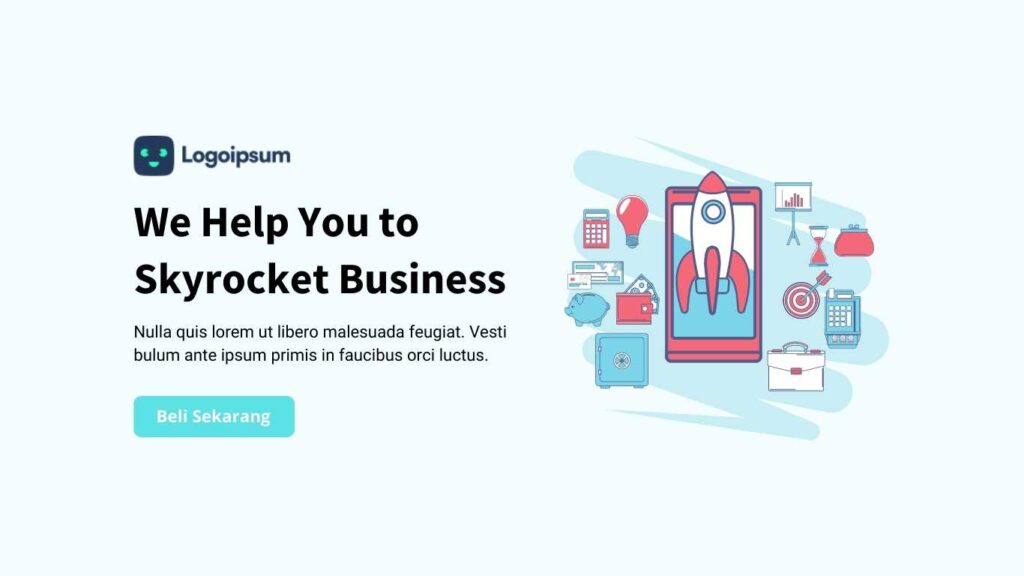 Logoipsum
We Help You to
Skyrocket Business
Nulla quis lorem ut libero malesuada feugiat. Vesti
bulum ante ipsum primis in faucibus orci luctus.
Beli Sekarang